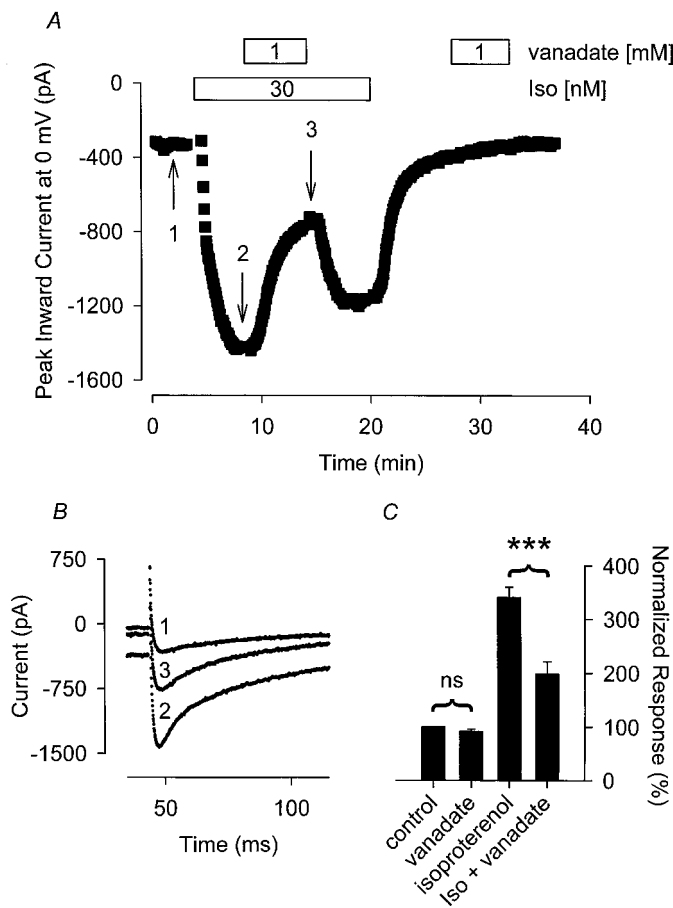 A
1 1 vanadate [mM]
30 Iso [nM]
Peak Inward Current at 0 mV (pA)
0
-400
-800
-1200
-1600
1
2
3
0 10 20 30 40
Time (min)
B
Current (pA)
750
0
-750
-1500
1
3
2
50 100
Time (ms)
C
***
ns
400
300
200
100
0
Normalized Response (%)
control
vanadate
isoproterenol
Iso + vanadate